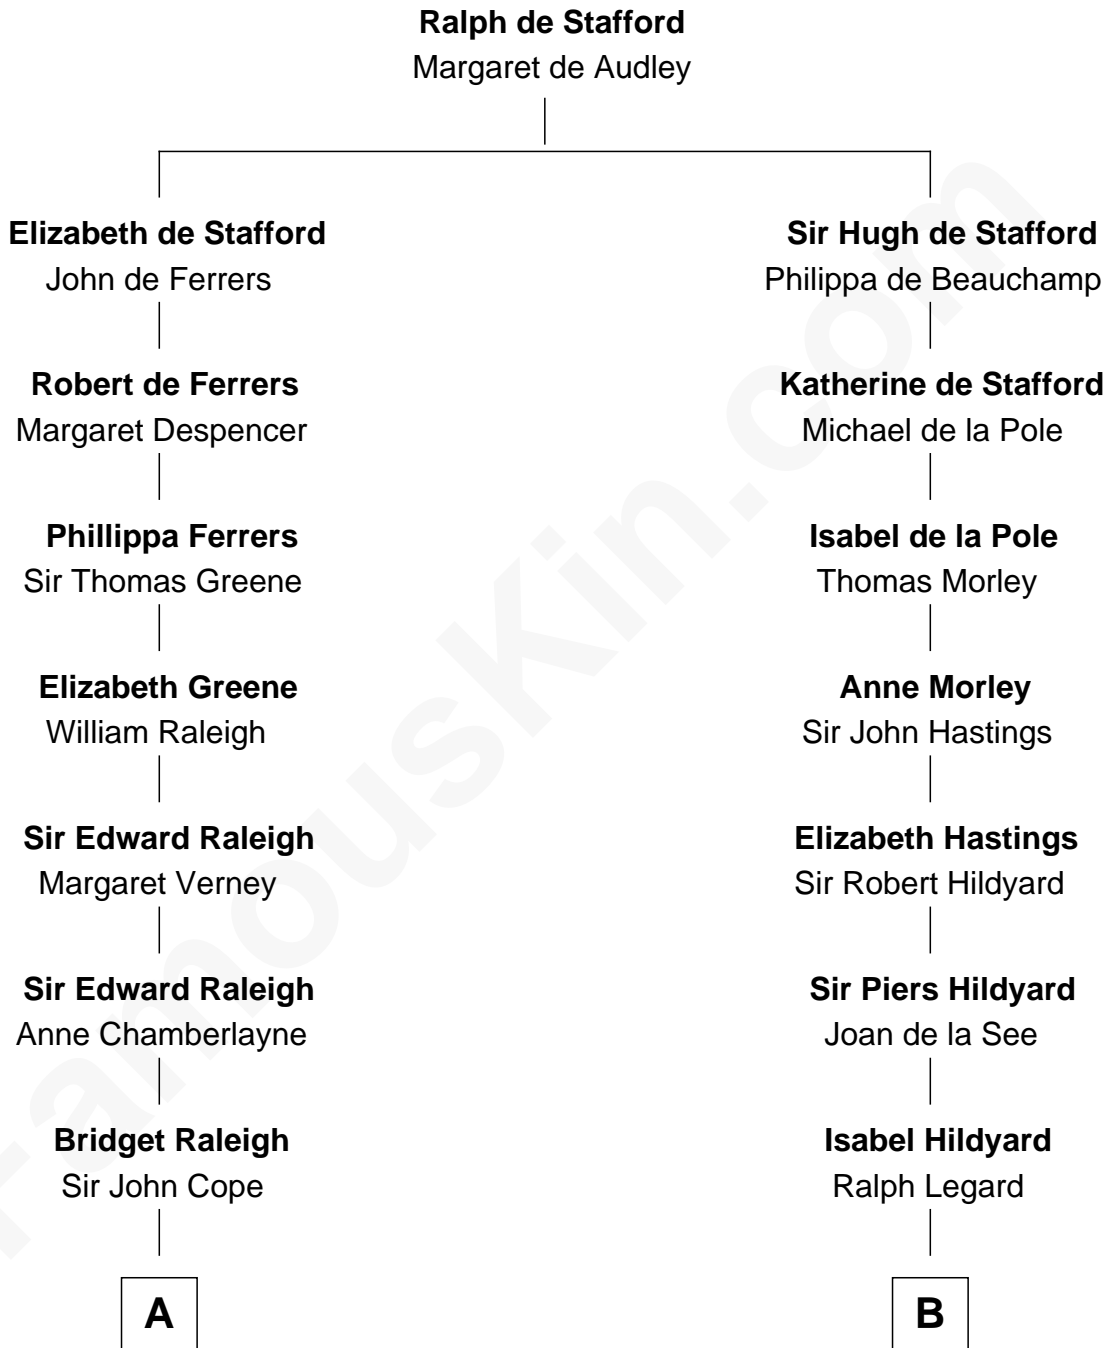 Ralph de Stafford
Margaret de Audley
Elizabeth de Stafford
John de Ferrers
Robert de Ferrers
Margaret Despencer
Phillippa Ferrers
Sir Thomas Greene
Elizabeth Greene
William Raleigh
Sir Edward Raleigh
Margaret Verney
Sir Edward Raleigh
Anne Chamberlayne
Bridget Raleigh
Sir John Cope
A
Sir Hugh de Stafford
Philippa de Beauchamp
Katherine de Stafford
Michael de la Pole
Isabel de la Pole
Thomas Morley
Anne Morley
Sir John Hastings
Elizabeth Hastings
Sir Robert Hildyard
Sir Piers Hildyard
Joan de la See
Isabel Hildyard
Ralph Legard
B
FamousKin.com